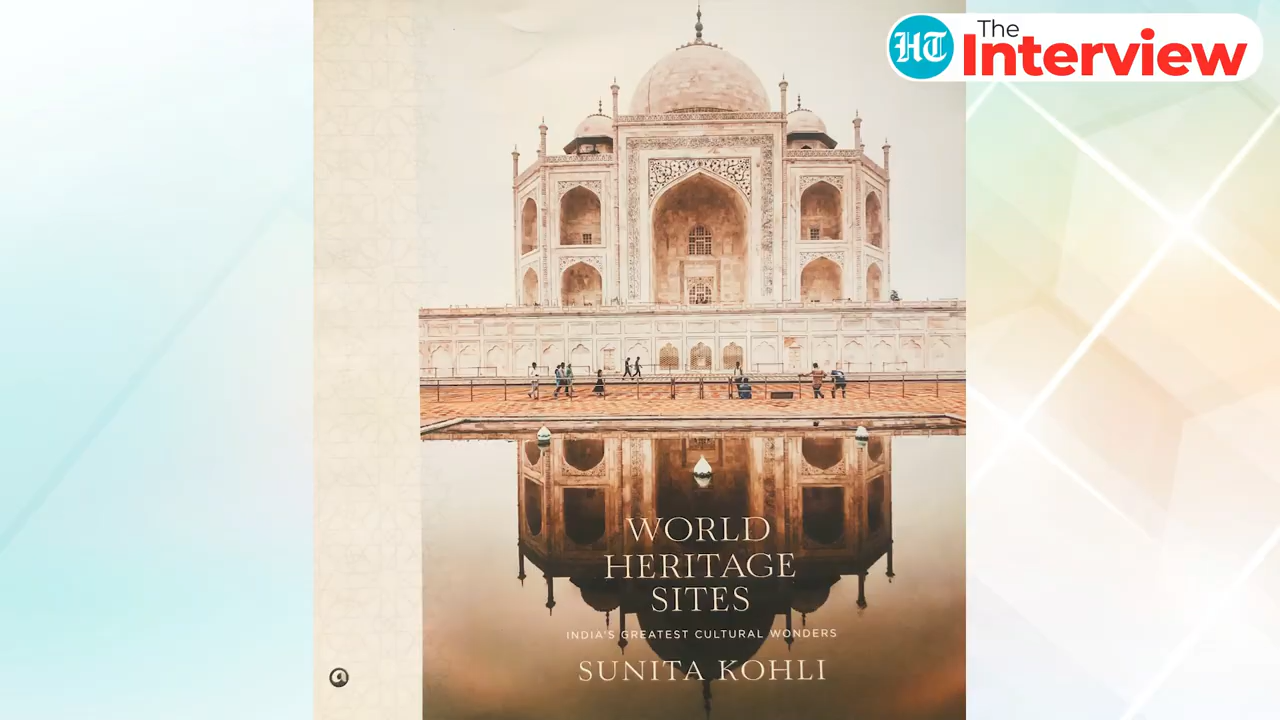 HT
The
Interview
WORLD
HERITAGE
SITES
INDIA'S GREATEST CULTURAL WONDERS
SUNITA KOHLI